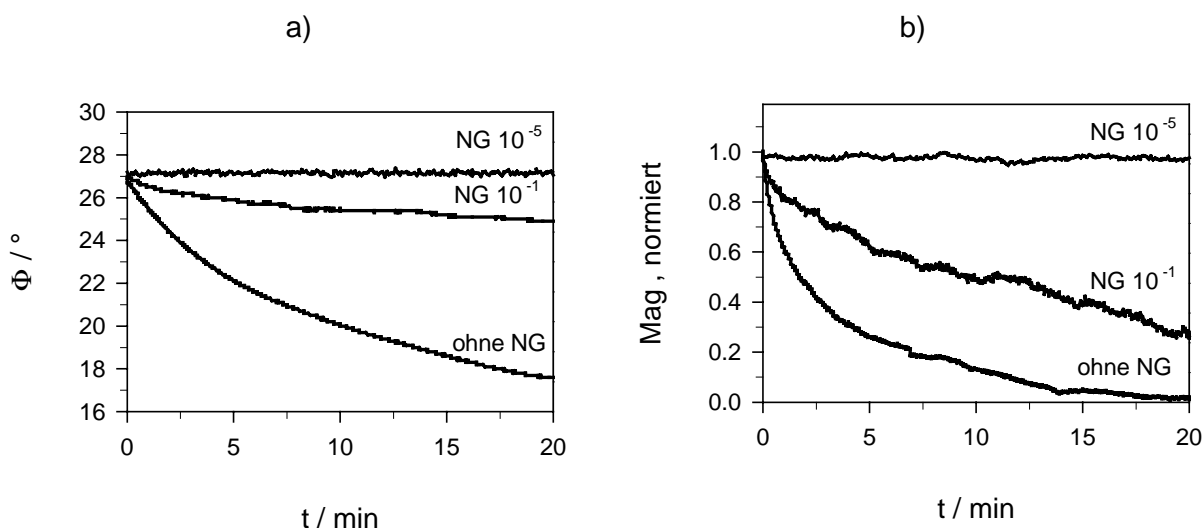 a)
30
28
26
24
22
20
18
16
Φ / °
NG 10⁻⁵
NG 10⁻¹
ohne NG
0 5 10 15 20
t / min
b)
1.0
0.8
0.6
0.4
0.2
0.0
Mag , normiert
NG 10⁻⁵
NG 10⁻¹
ohne NG
0 5 10 15 20
t / min